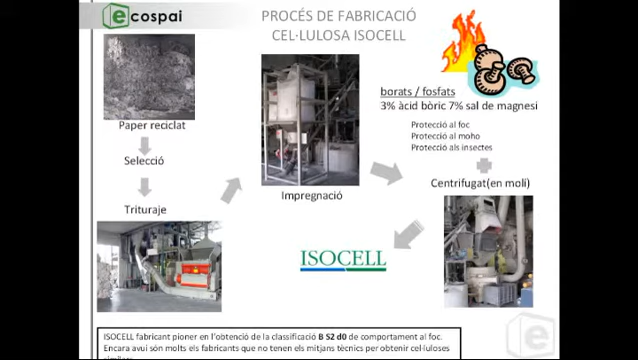 ecospai
PROCÉS DE FABRICACIÓ
CEL·LULOSA ISOCELL
borats / fosfats
3% àcid bòric 7% sal de magnesi
Protecció al foc
Protecció al moho
Protecció als insectes
Paper reciclat
Selecció
Trituraje
Impregnació
Centrifugat(en molí)
ISOCELL
ISOCELL fabricant pioner en l'obtenció de la classificació B S2 d0 de comportament al foc.
Encara avui són molts els fabricants que no tenen els mitjans tècnics per obtenir cel·luloses